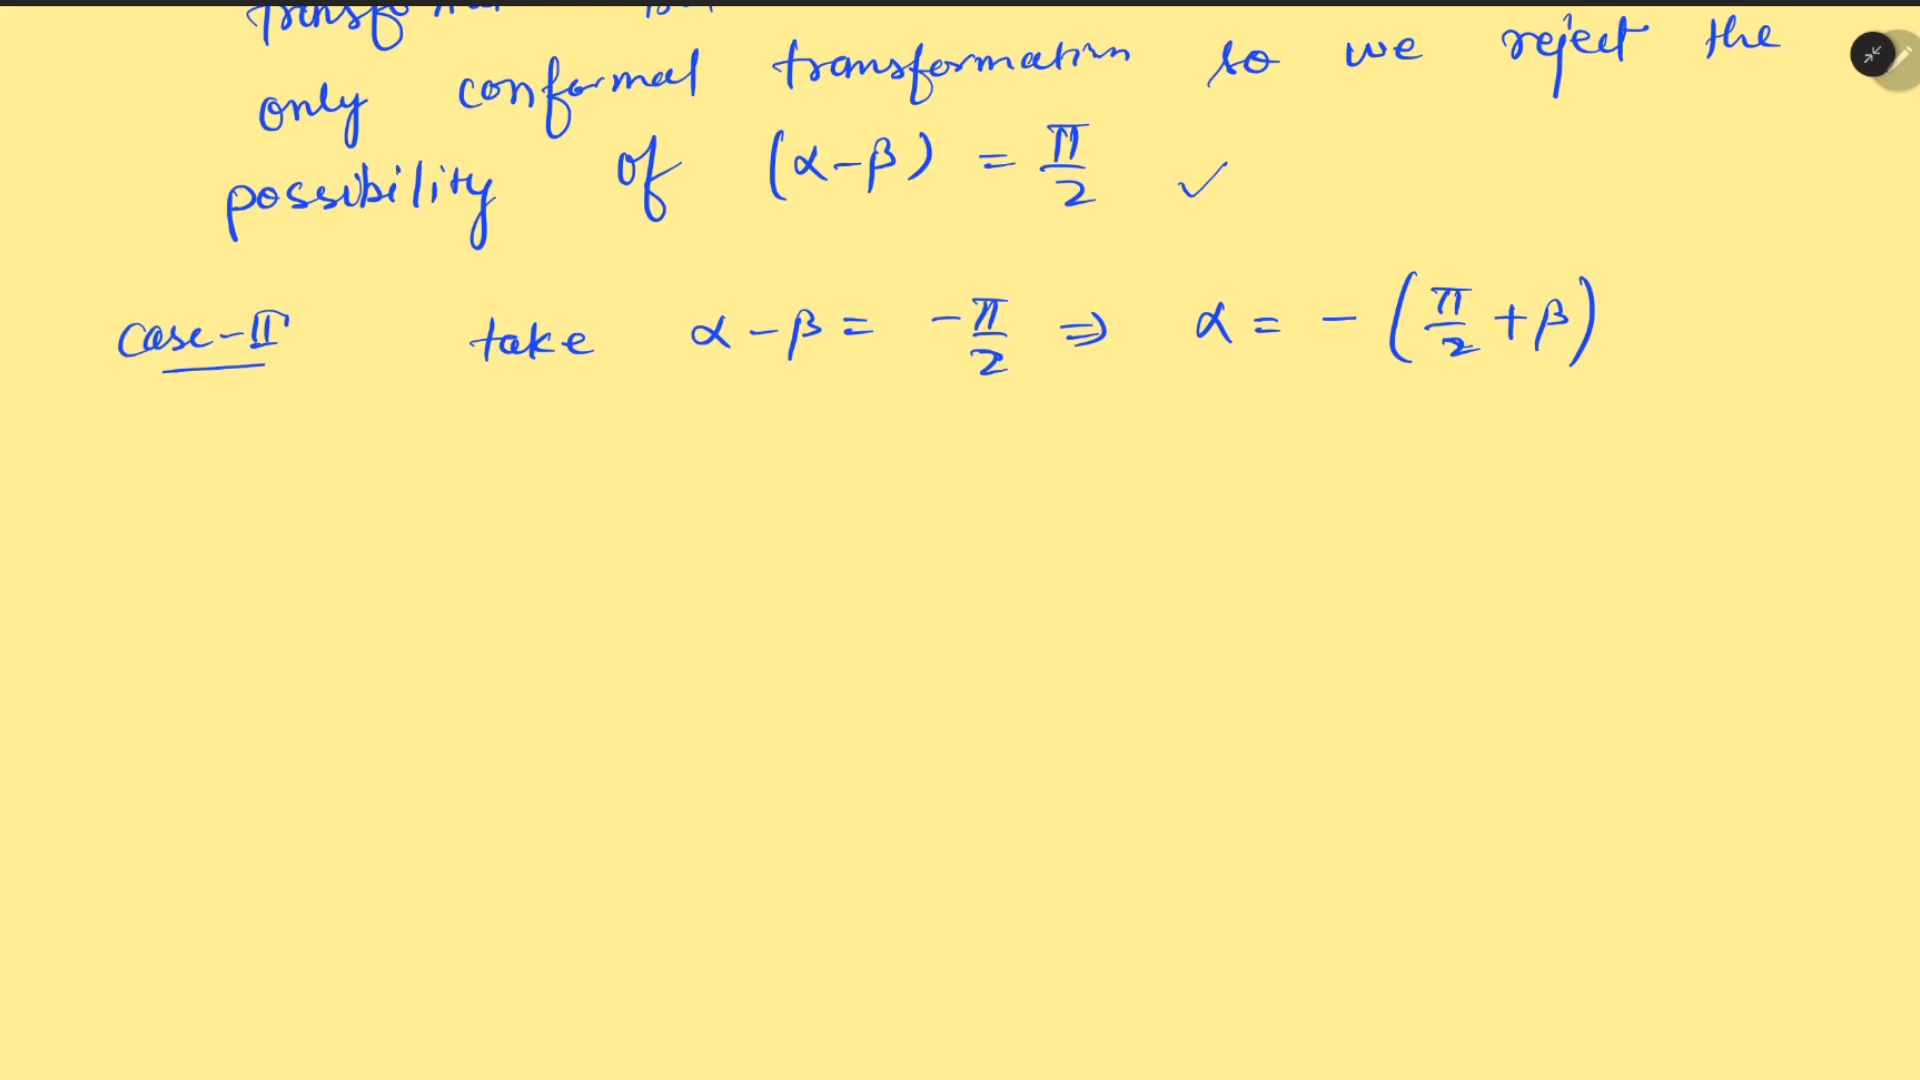 only conformal transformation so we reject the
possibility of (α-β) = π/2 ✓
Case-II take α-β = -π/2 ⇒ α = -(π/2 + β)